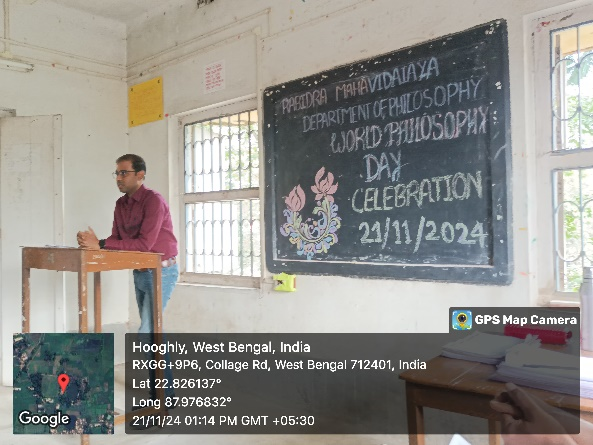 RABIDRA MAHAVIDALAYA
DEPARTMENT OF PHILOSOPHY
WORLD PHILOSOPHY
DAY
CELEBRATION
21/11/2024
GPS Map Camera
Hooghly, West Bengal, India
RXGG+9P6, Collage Rd, West Bengal 712401, India
Lat 22.826137°
Long 87.976832°
21/11/24 01:14 PM GMT +05:30
Google